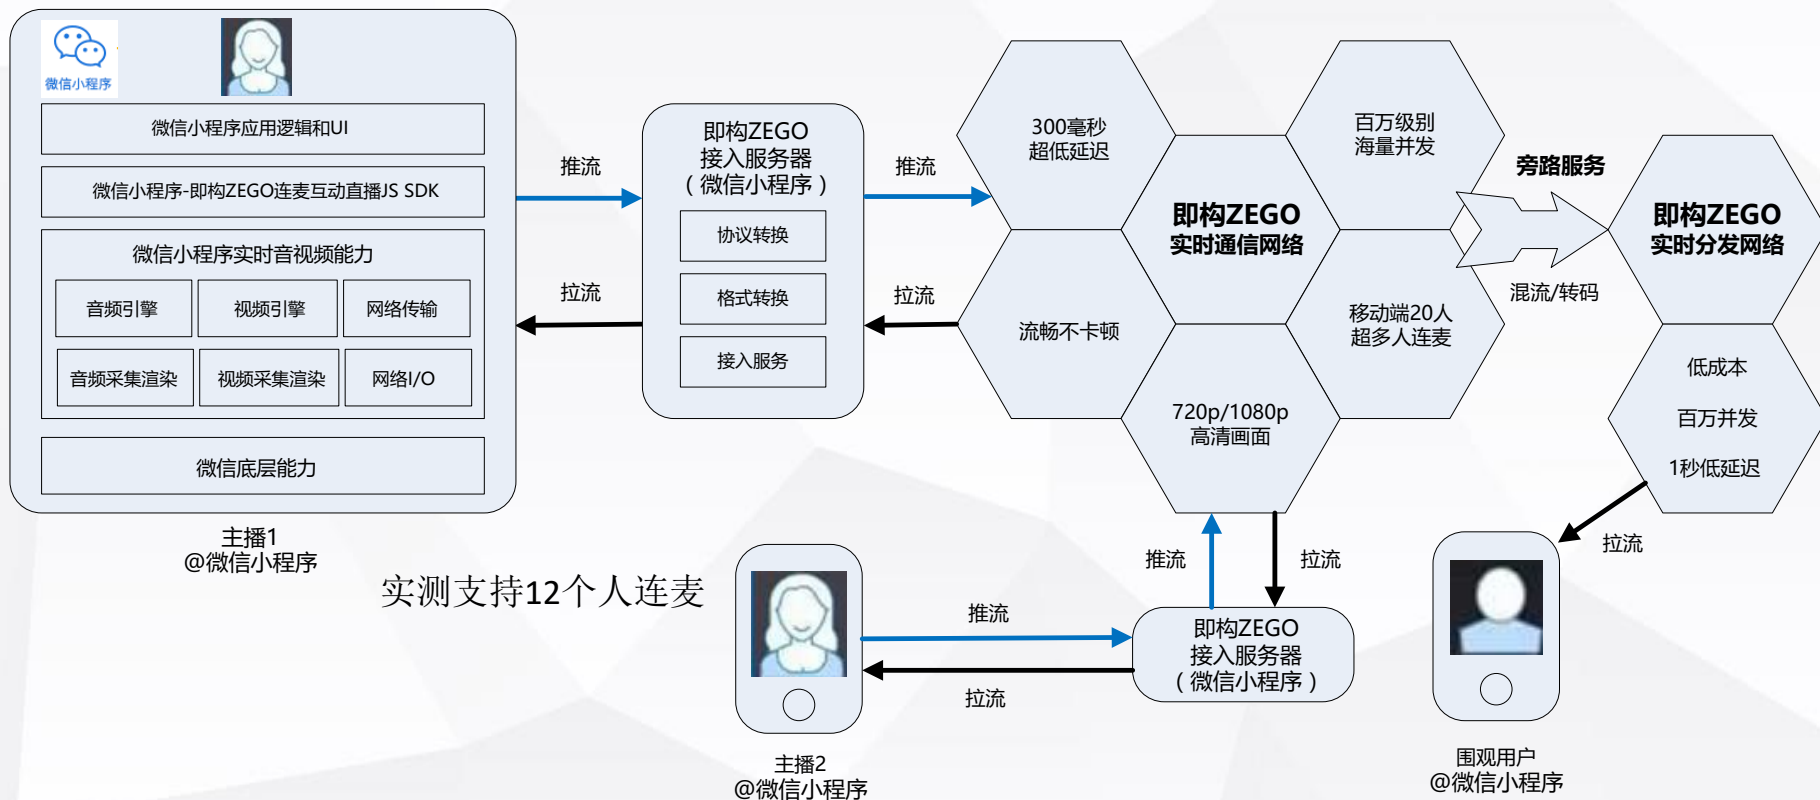 微信小程序
微信小程序应用逻辑和UI
微信小程序-即构ZEGO连麦互动直播JS SDK
微信小程序实时音视频能力
音频引擎
视频引擎
网络传输
音频采集渲染
视频采集渲染
网络I/O
微信底层能力
主播1
@微信小程序
推流
拉流
即构ZEGO
接入服务器
(微信小程序)
协议转换
格式转换
接入服务
推流
拉流
300毫秒
超低延迟
流畅不卡顿
即构ZEGO
实时通信网络
720p/1080p
高清画面
百万级别
海量并发
移动端20人
超多人连麦
旁路服务
混流/转码
即构ZEGO
实时分发网络
低成本
百万并发
1秒低延迟
拉流
推流
拉流
实测支持12个人连麦
推流
拉流
即构ZEGO
接入服务器
(微信小程序)
主播2
@微信小程序
围观用户
@微信小程序